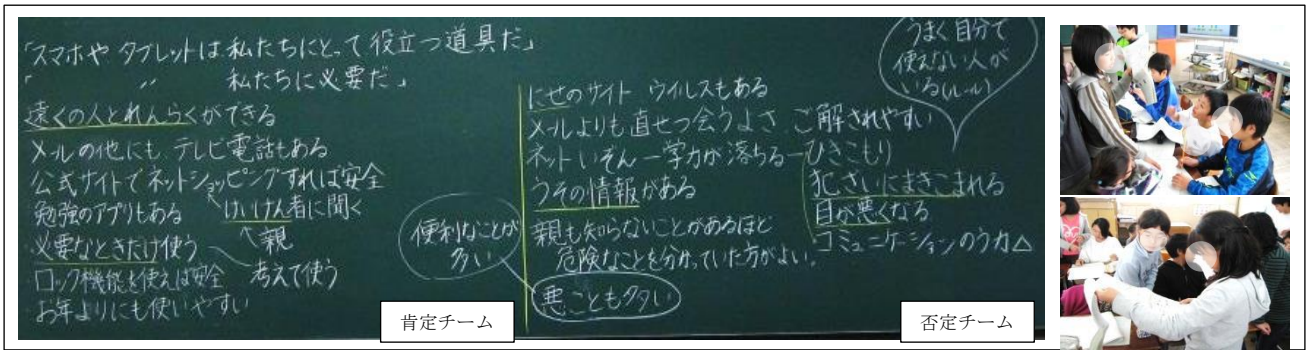 「スマホや タブレットは 私たちにとって 役立つ道具だ」
「 〃 私たちに必要だ」
遠くの人とれんらくができる
メールの他にも、テレビ電話もある
公式サイトでネットショッピングすれば安全
勉強のアプリもある
けいけん者に聞く
親
必要なときだけ使う
考えて使う
ロック機能を使えば安全
お年よりにも使いやすい
便利なことが
多い
肯定チーム
にせのサイト ウイルスもある
メールよりも直せつ会うよさ ご解されやすい
ネットいぞんー学力が落ちるーひきこもり
うその情報がある
犯ざいにまきこまれる
目が悪くなる
親も知らないことがあるほど
危険なことを分かっていた方がよい。
コミュニケーションのう力△
悪こともタタい
うまく自分で
使えない人が
いる(ルール)
否定チーム